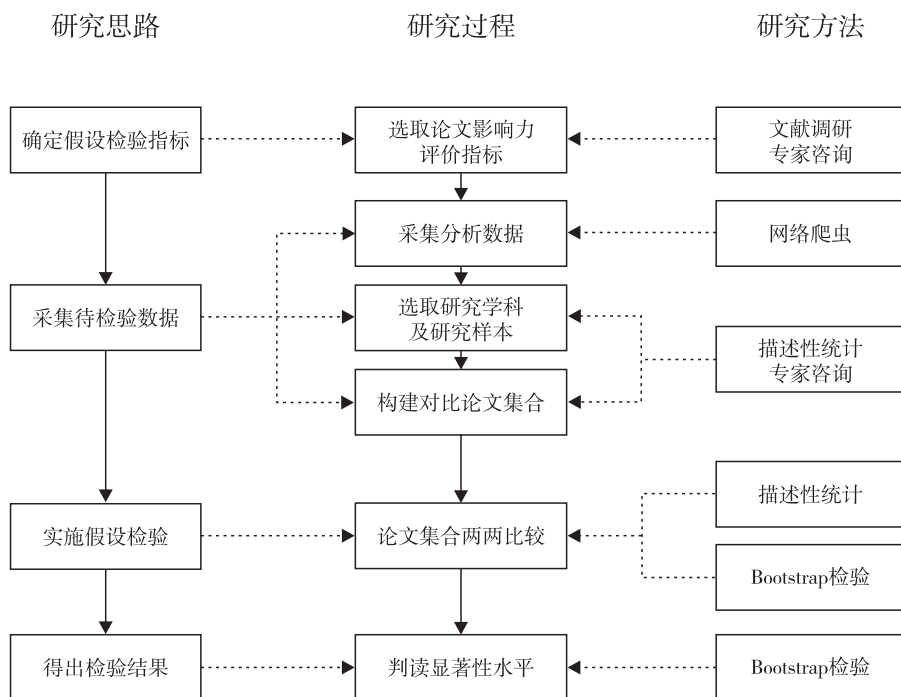 研究思路
研究过程
研究方法
确定假设检验指标
选取论文影响力
评价指标
文献调研
专家咨询
采集分析数据
网络爬虫
采集待检验数据
选取研究学科
及研究样本
描述性统计
专家咨询
构建对比论文集合
描述性统计
实施假设检验
论文集合两两比较
Bootstrap检验
得出检验结果
判读显著性水平
Bootstrap检验